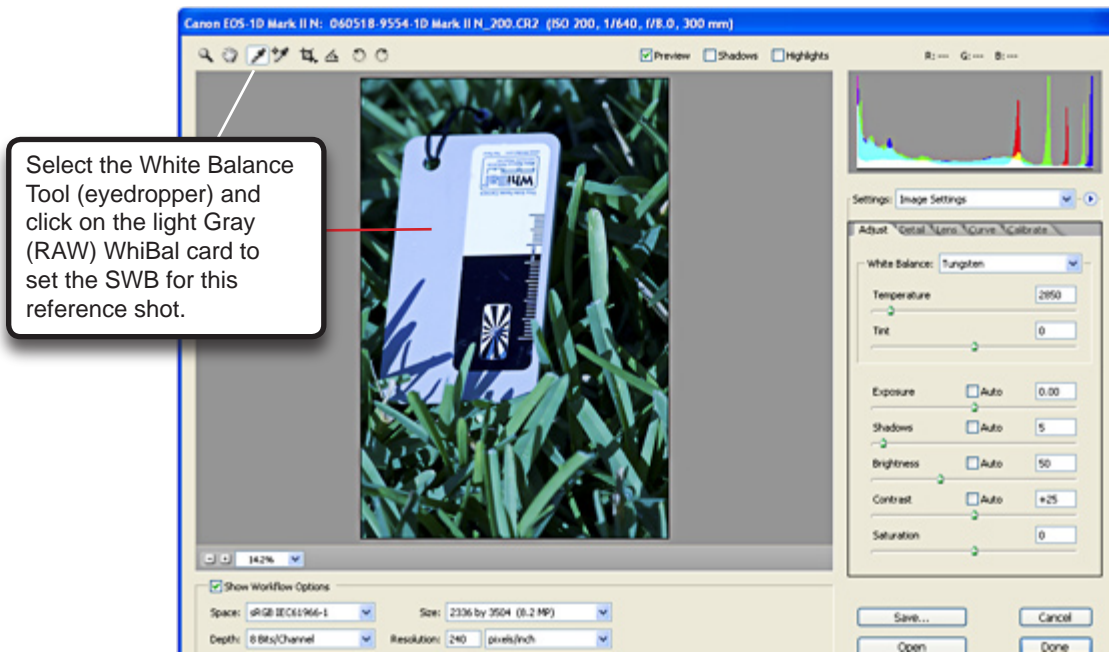 Canon EOS-1D Mark II N: 060518-9554-1D Mark II N_200.CR2 (ISO 200, 1/640, f/8.0, 300 mm)
Preview Shadows Highlights
R: --- G: --- B: ---
Select the White Balance
Tool (eyedropper) and
click on the light Gray
(RAW) WhiBal card to
set the SWB for this
reference shot.
WhiBal
Settings: Image Settings
Adjust Detail Lens Curve Calibrate
White Balance: Tungsten
Temperature 2850
Tint 0
Exposure Auto 0.00
Shadows Auto 5
Brightness Auto 50
Contrast Auto +25
Saturation 0
14.2%
Show Workflow Options
Space: sRGB IEC61966-1
Size: 2336 by 3504 (8.2 MP)
Depth: 8 Bits/Channel
Resolution: 240 pixels/inch
Save... Cancel
Open Done